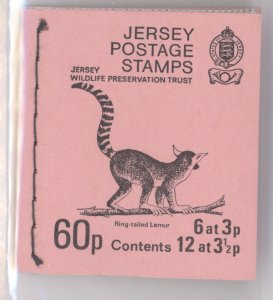 JERSEY
POSTAGE
STAMPS
JERSEY
WILDLIFE PRESERVATION TRUST
Ring-tailed Lemur
60p Contents 6 at 3p
12 at 3½p